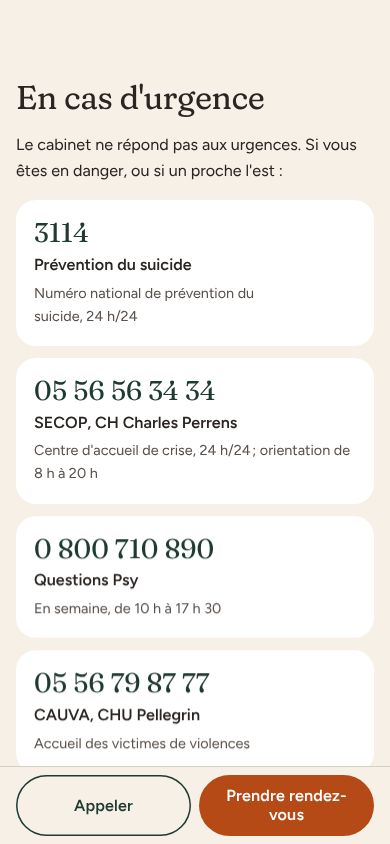 En cas d'urgence
Le cabinet ne répond pas aux urgences. Si vous
êtes en danger, ou si un proche l'est :
3114
Prévention du suicide
Numéro national de prévention du
suicide, 24 h/24
05 56 56 34 34
SECOP, CH Charles Perrens
Centre d'accueil de crise, 24 h/24 ; orientation de
8 h à 20 h
0 800 710 890
Questions Psy
En semaine, de 10 h à 17 h 30
05 56 79 87 77
CAUVA, CHU Pellegrin
Accueil des victimes de violences
Appeler
Prendre rendez-
vous